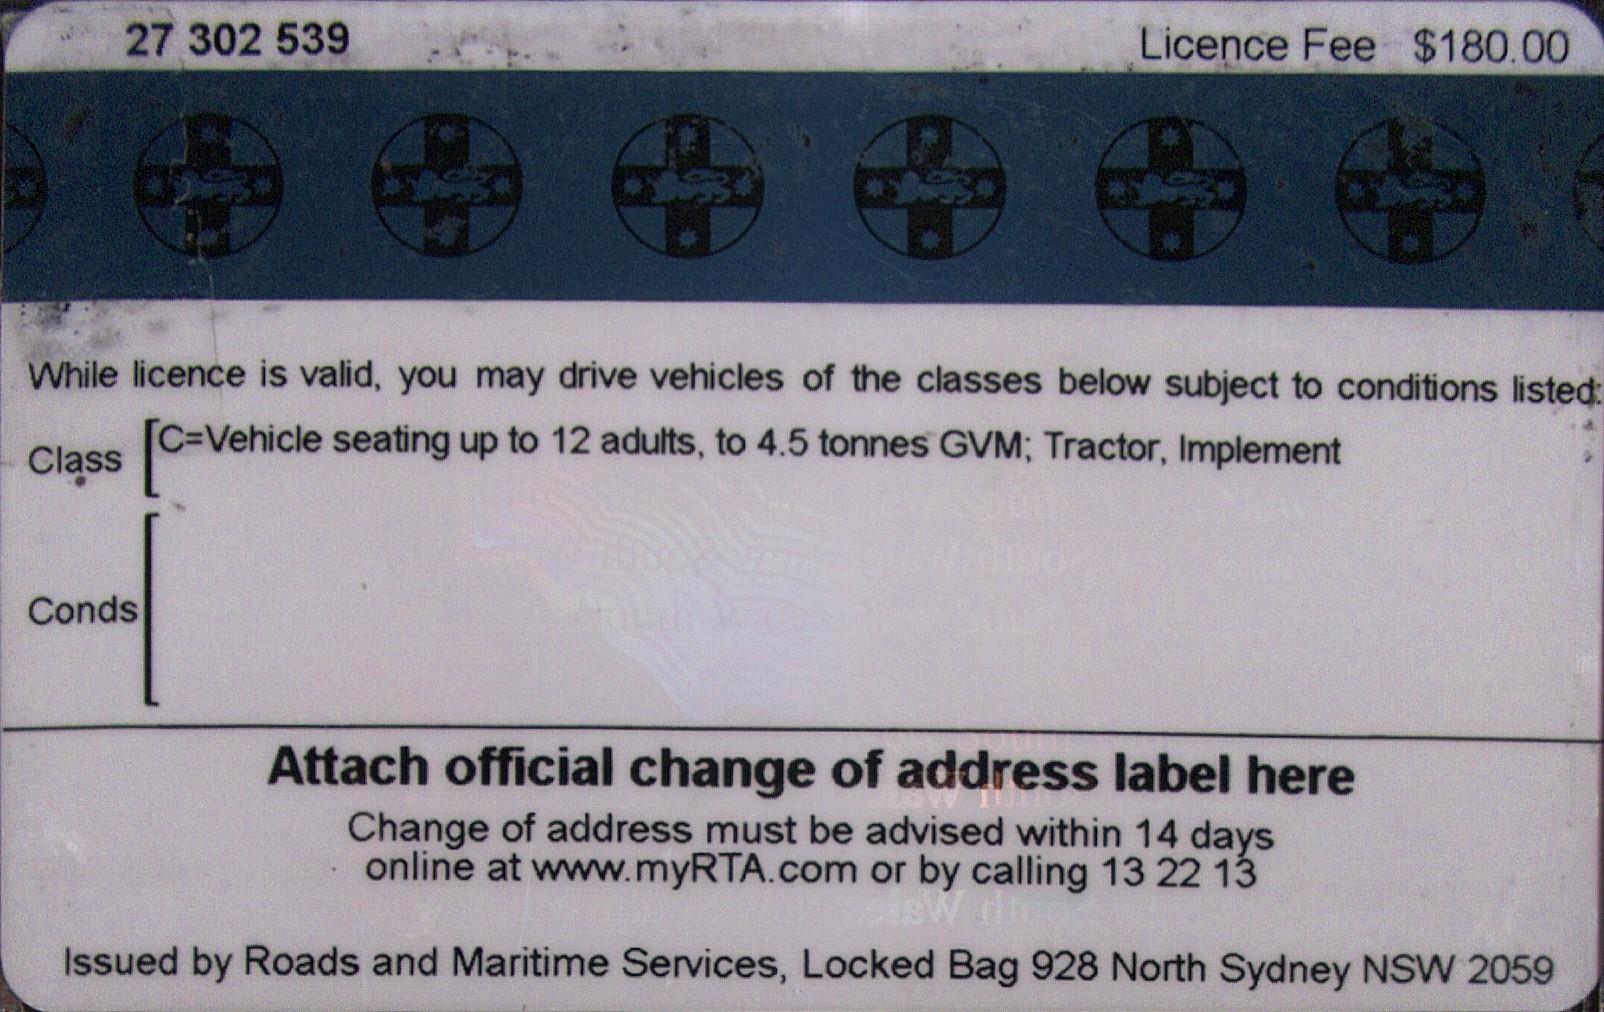 27 302 539 Licence Fee $180.00
While licence is valid, you may drive vehicles of the classes below subject to conditions listed:
Class [C=Vehicle seating up to 12 adults, to 4.5 tonnes GVM; Tractor, Implement
Conds [
Attach official change of address label here
Change of address must be advised within 14 days
online at www.myRTA.com or by calling 13 22 13
Issued by Roads and Maritime Services, Locked Bag 928 North Sydney NSW 2059